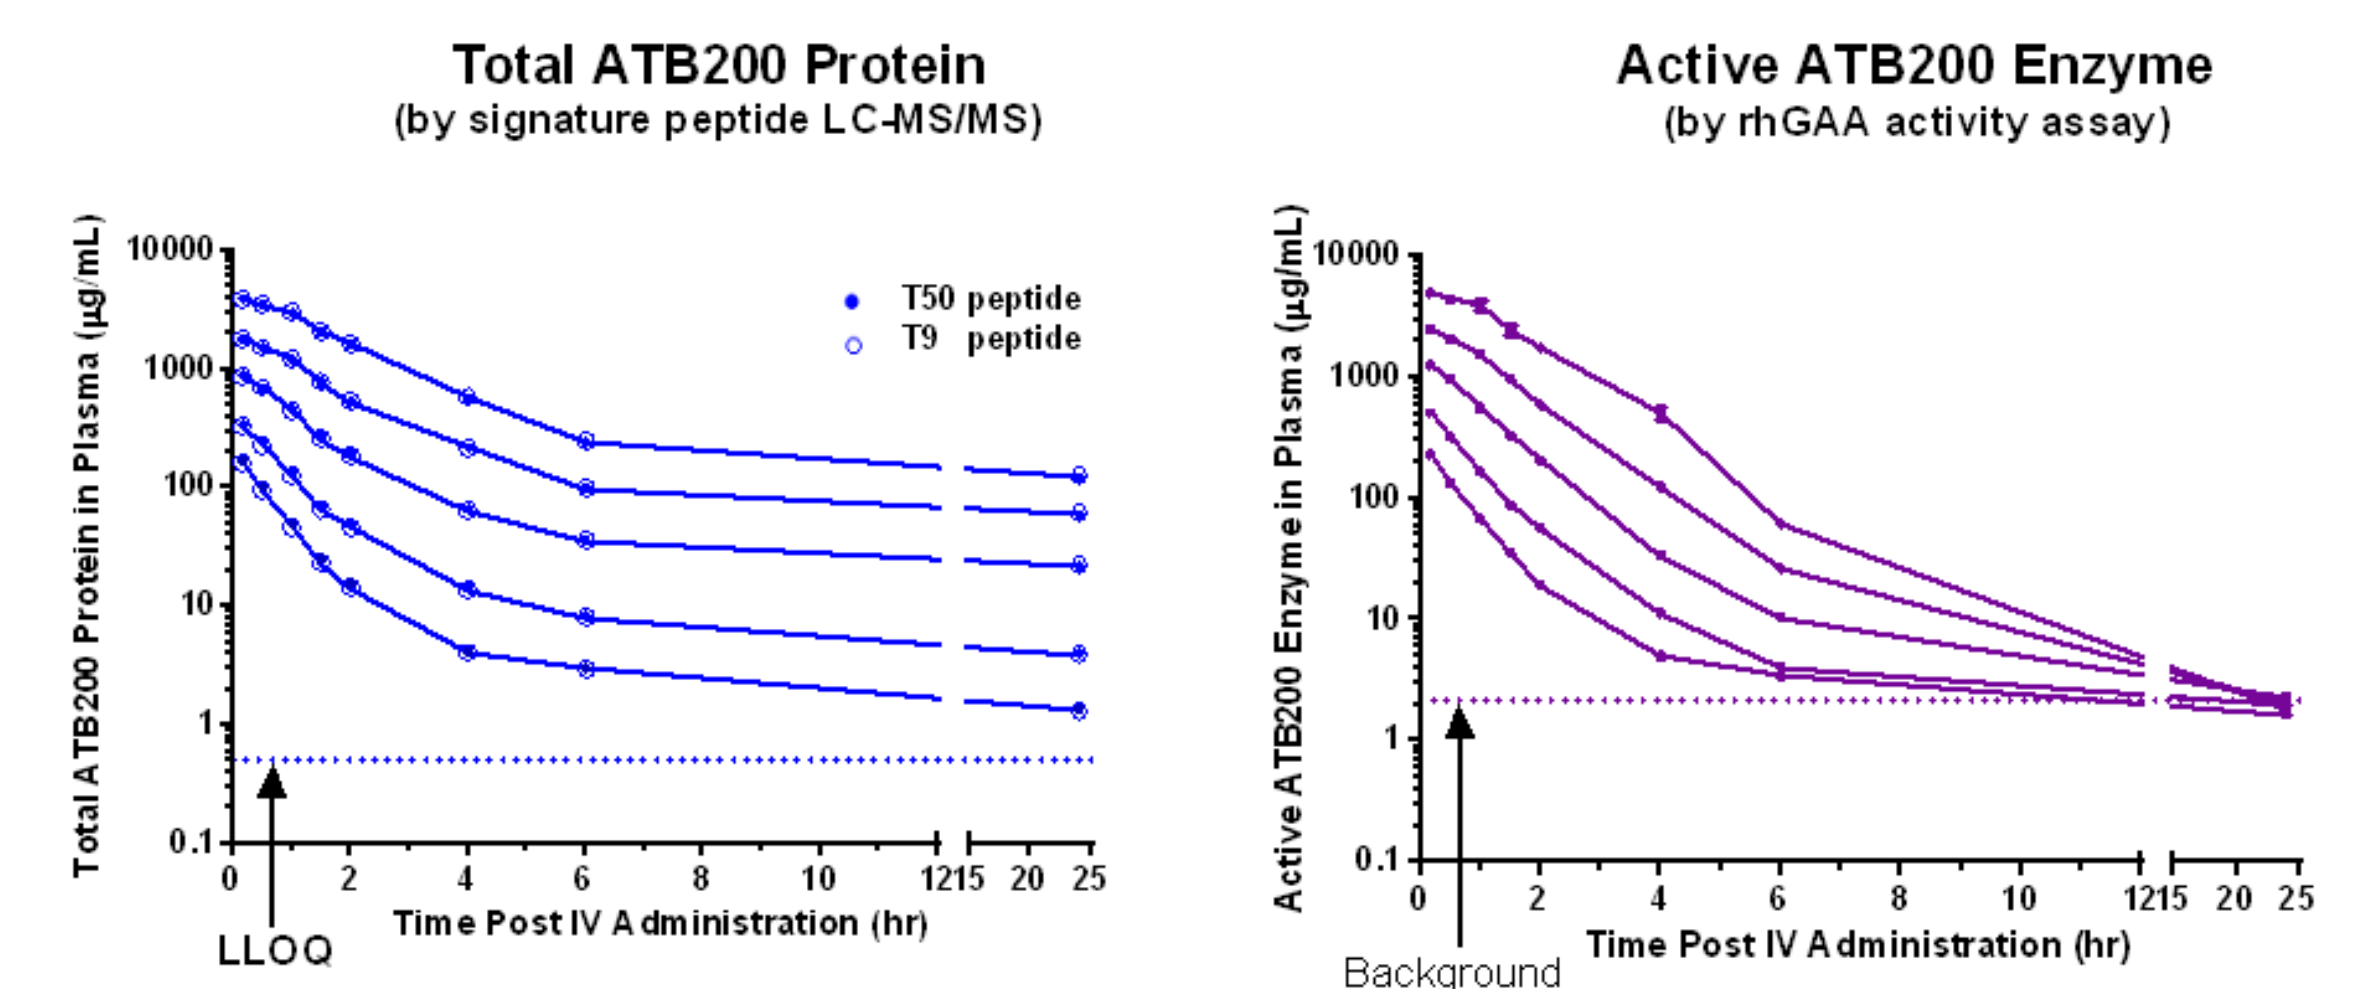 Total ATB200 Protein
(by signature peptide LC-MS/MS)
Total ATB200 Protein in Plasma (µg/mL)
10000
1000
100
10
1
0.1
T50 peptide
T9 peptide
0 2 4 6 8 10 12 15 20 25
Time Post IV Administration (hr)
LLOQ
Active ATB200 Enzyme
(by rhGAA activity assay)
Active ATB200 Enzyme in Plasma (µg/mL)
10000
1000
100
10
1
0.1
0 2 4 6 8 10 12 15 20 25
Time Post IV Administration (hr)
Background